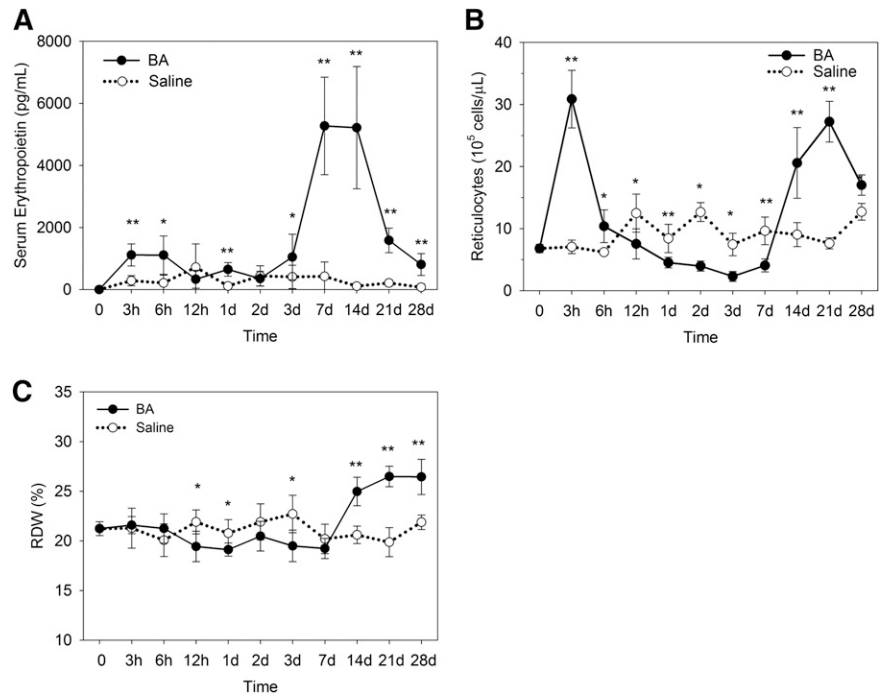 A
8000
6000
4000
2000
0
Serum Erythropoietin (pg/mL)
BA
Saline
** * ** * ** ** ** **
0 3h 6h 12h 1d 2d 3d 7d 14d 21d 28d
Time
B
40
30
20
10
0
Reticulocytes (10⁵ cells/µL)
BA
Saline
** * * ** * * ** ** **
0 3h 6h 12h 1d 2d 3d 7d 14d 21d 28d
Time
C
35
30
25
20
15
10
RDW (%)
BA
Saline
* * * ** ** **
0 3h 6h 12h 1d 2d 3d 7d 14d 21d 28d
Time